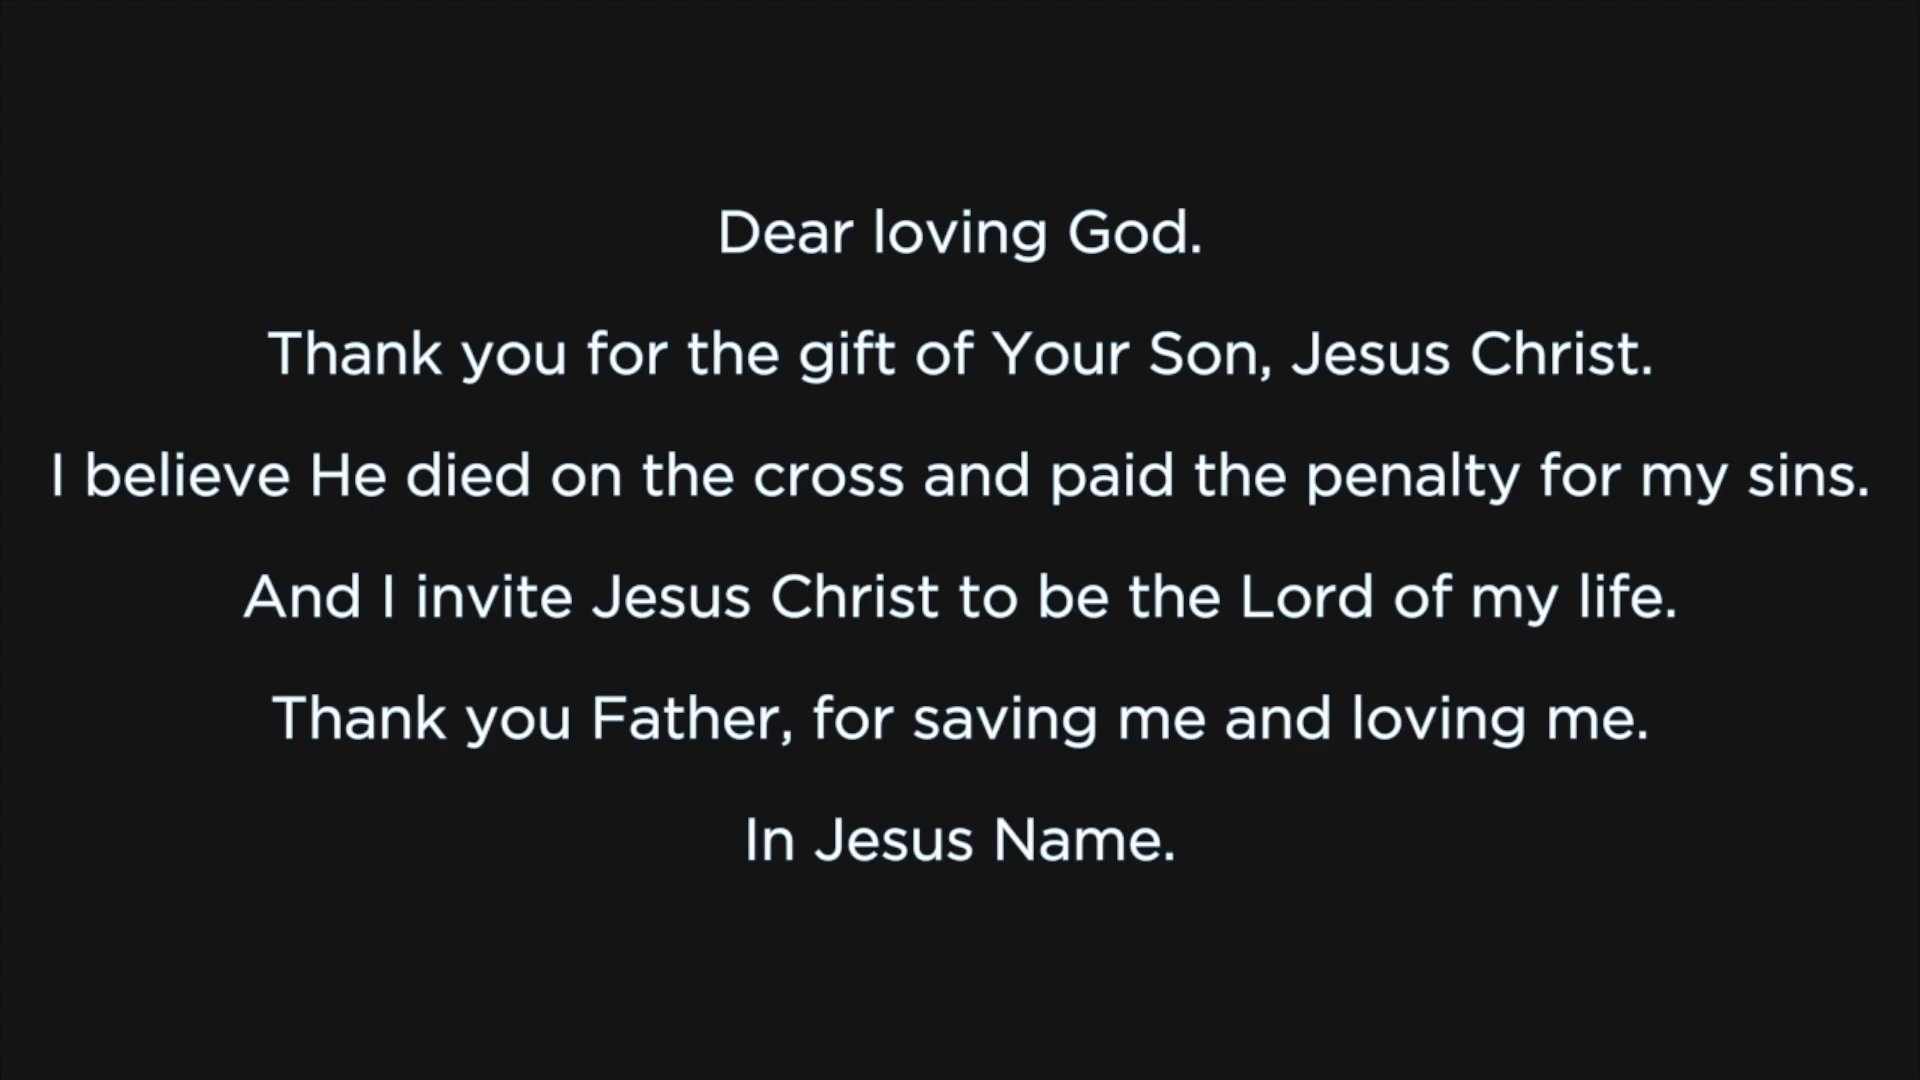 Dear loving God.
Thank you for the gift of Your Son, Jesus Christ.
I believe He died on the cross and paid the penalty for my sins.
And I invite Jesus Christ to be the Lord of my life.
Thank you Father, for saving me and loving me.
In Jesus Name.